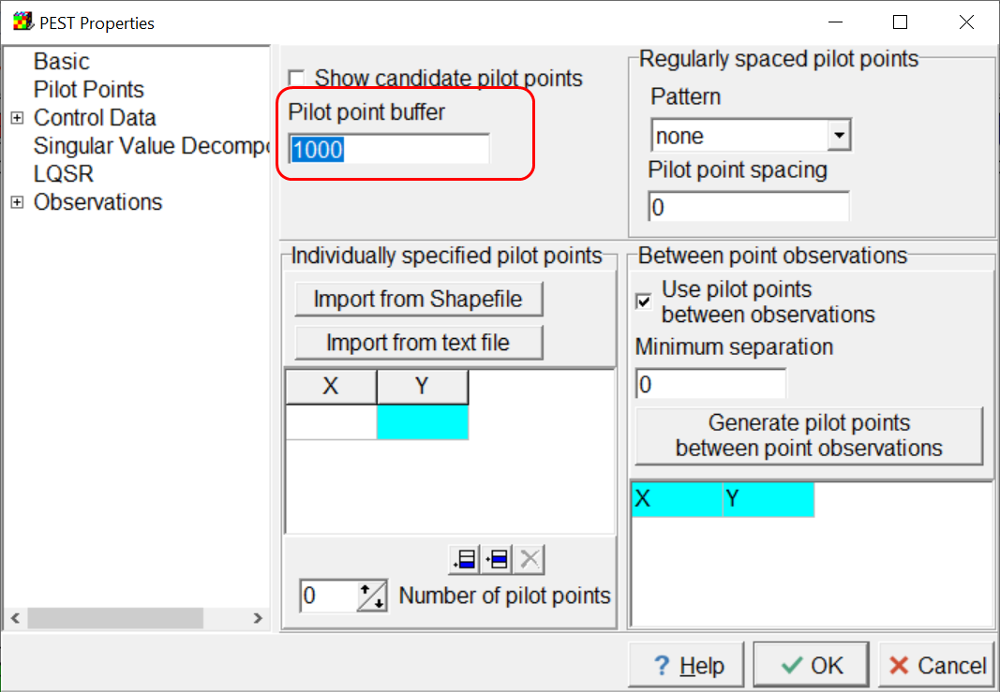 PEST Properties
Basic
Pilot Points
Control Data
Singular Value Decompo
LQSR
Observations
Show candidate pilot points
Pilot point buffer
1000
Regularly spaced pilot points
Pattern
none
Pilot point spacing
0
Individually specified pilot points
Import from Shapefile
Import from text file
X Y
0 Number of pilot points
Between point observations
Use pilot points
between observations
Minimum separation
0
Generate pilot points
between point observations
X Y
? Help
OK
Cancel